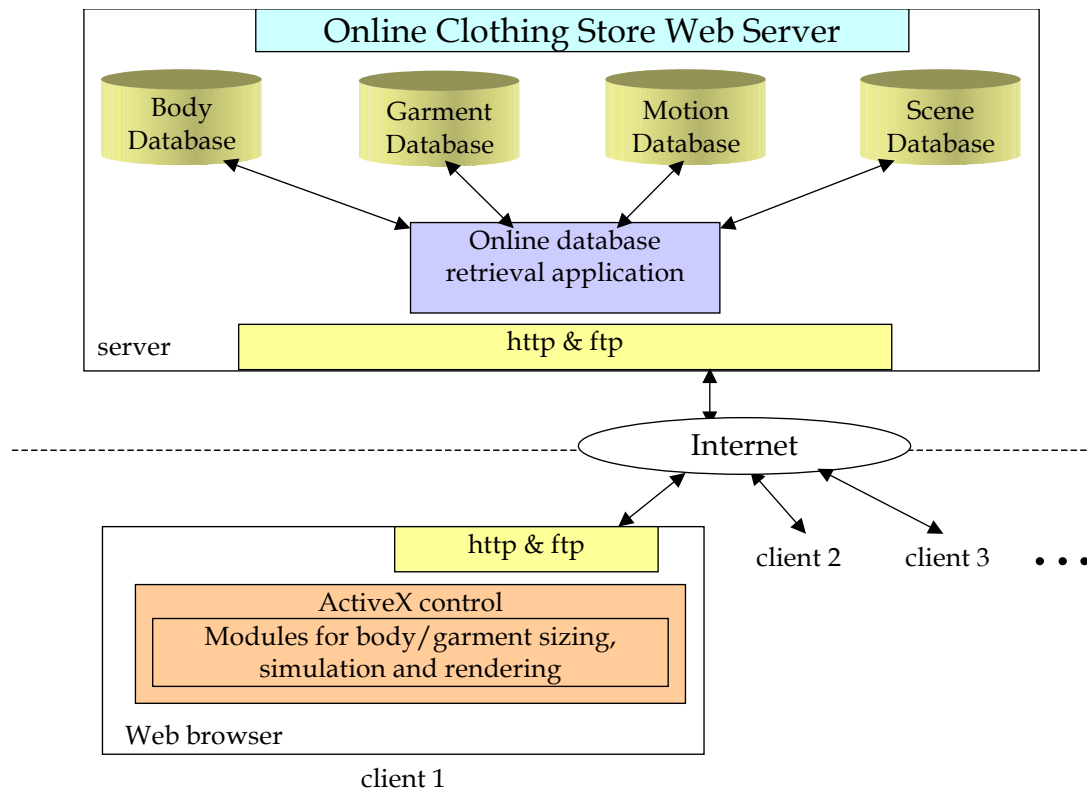 Online Clothing Store Web Server
Body
Database
Garment
Database
Motion
Database
Scene
Database
Online database
retrieval application
server
http & ftp
Internet
http & ftp
client 2
client 3
• • •
ActiveX control
Modules for body/garment sizing,
simulation and rendering
Web browser
client 1